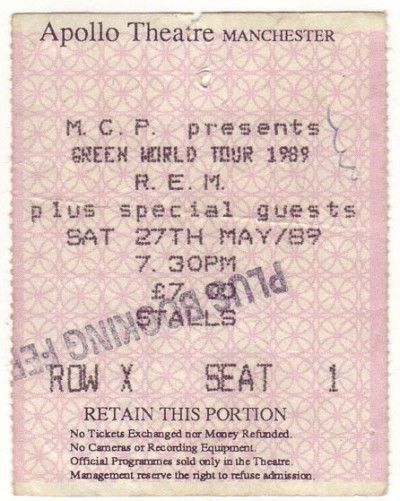 Apollo Theatre MANCHESTER
M.C.P. presents
GREEN WORLD TOUR 1989
R.E.M.
plus special guests
SAT 27TH MAY/89
7.30PM
STALLS
PLUS BOOKING FEE
ROW X SEAT 1
RETAIN THIS PORTION
No Tickets Exchanged nor Money Refunded.
No Cameras or Recording Equipment.
Official Programmes sold only in the Theatre.
Management reserve the right to refuse admission.